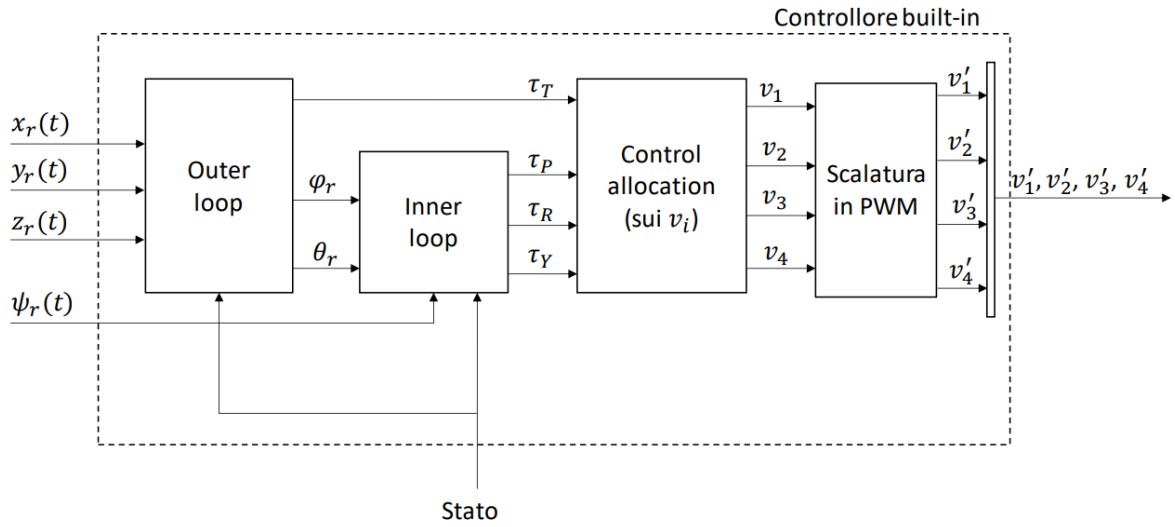 Controllore built-in
x_r(t)
y_r(t)
z_r(t)
ψ_r(t)
Outer
loop
φ_r
θ_r
Inner
loop
τ_T
τ_P
τ_R
τ_Y
Control
allocation
(sui v_i)
v_1
v_2
v_3
v_4
Scalatura
in PWM
v'_1
v'_2
v'_3
v'_4
v'_1, v'_2, v'_3, v'_4
Stato